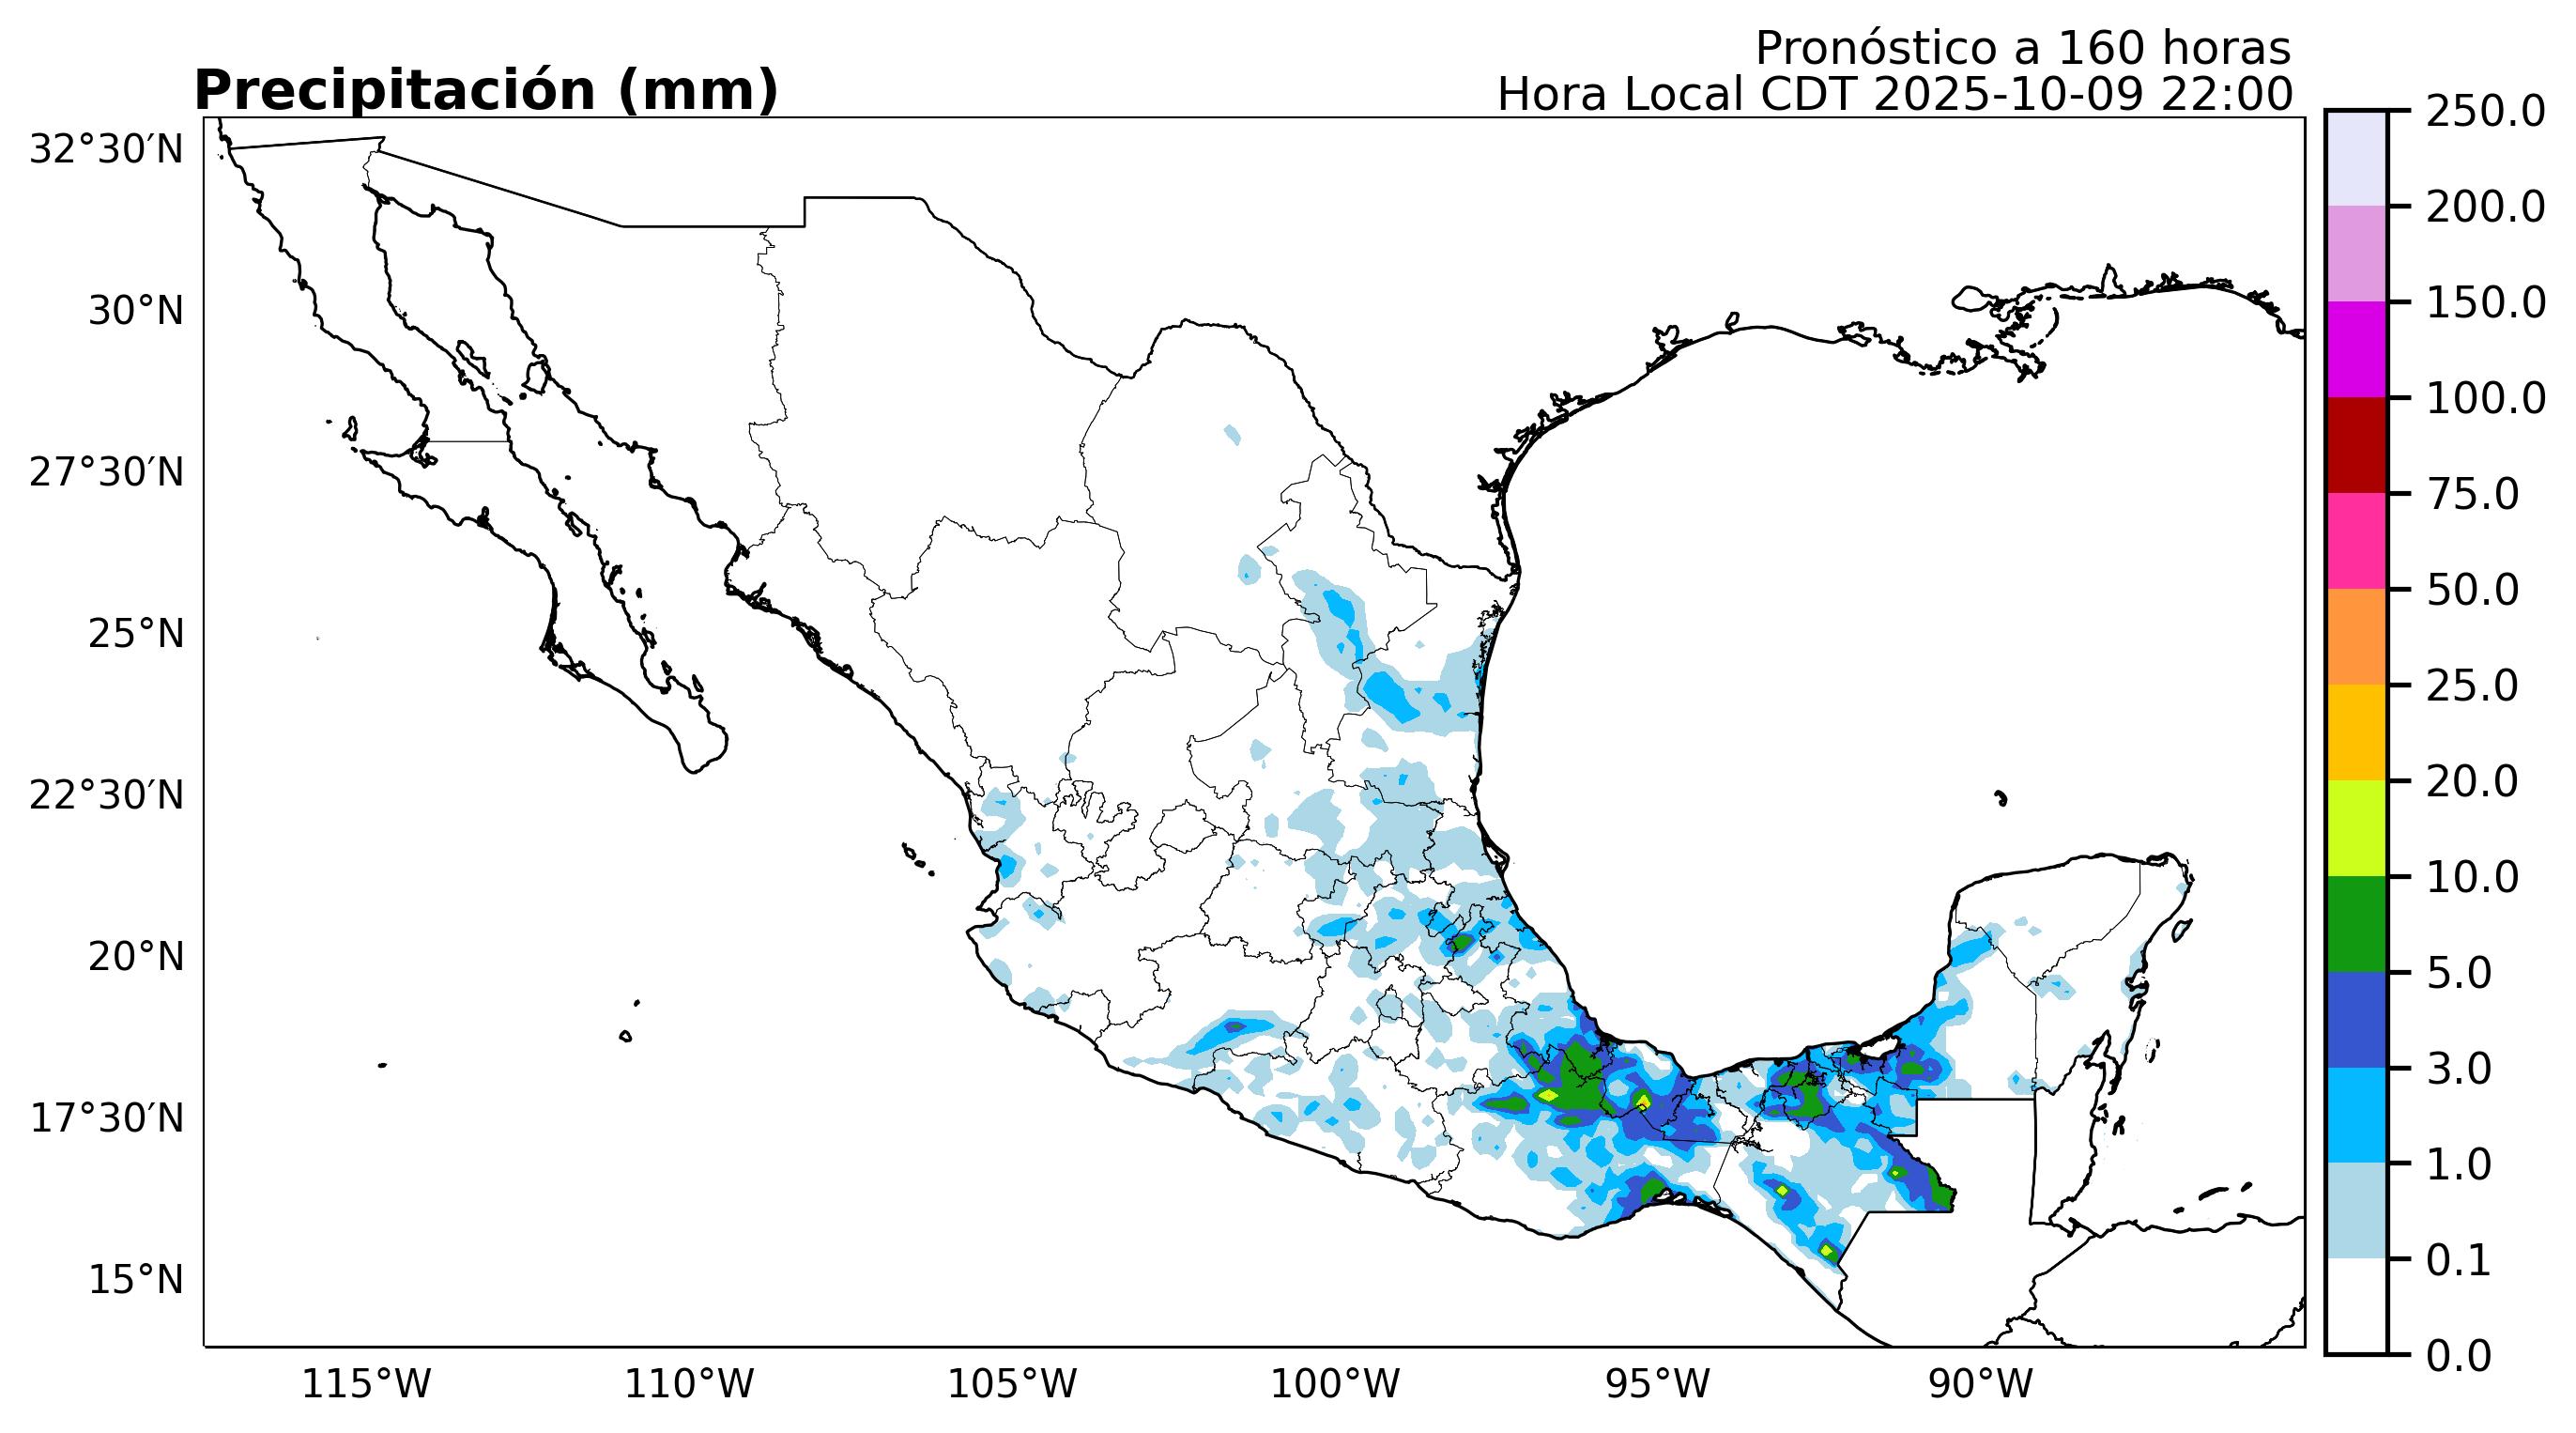 Pronóstico a 160 horas
Precipitación (mm)
Hora Local CDT 2025-10-09 22:00
32°30′N
30°N
27°30′N
25°N
22°30′N
20°N
17°30′N
15°N
115°W
110°W
105°W
100°W
95°W
90°W
250.0
200.0
150.0
100.0
75.0
50.0
25.0
20.0
10.0
5.0
3.0
1.0
0.1
0.0